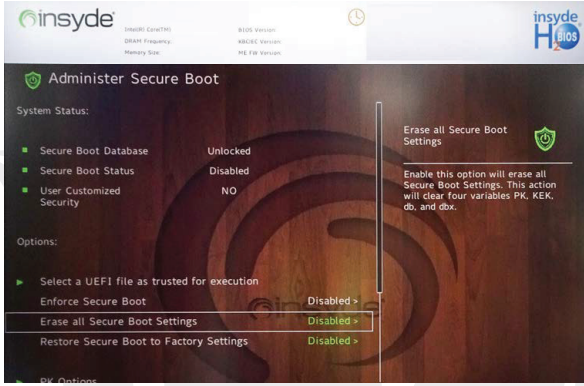 insyde
Intel(R) Core(TM)
DRAM Frequency:
Memory Size:
BIOS Version:
KBC/EC Version:
ME FW Version:
insyde
H2O BIOS
Administer Secure Boot
System Status:
Secure Boot Database Unlocked
Secure Boot Status Disabled
User Customized NO
Security
Options:
Select a UEFI file as trusted for execution
Enforce Secure Boot Disabled >
Erase all Secure Boot Settings Disabled >
Restore Secure Boot to Factory Settings Disabled >
PK Options
Erase all Secure Boot
Settings
Enable this option will erase all
Secure Boot Settings. This action
will clear four variables PK, KEK,
db, and dbx.
insyde